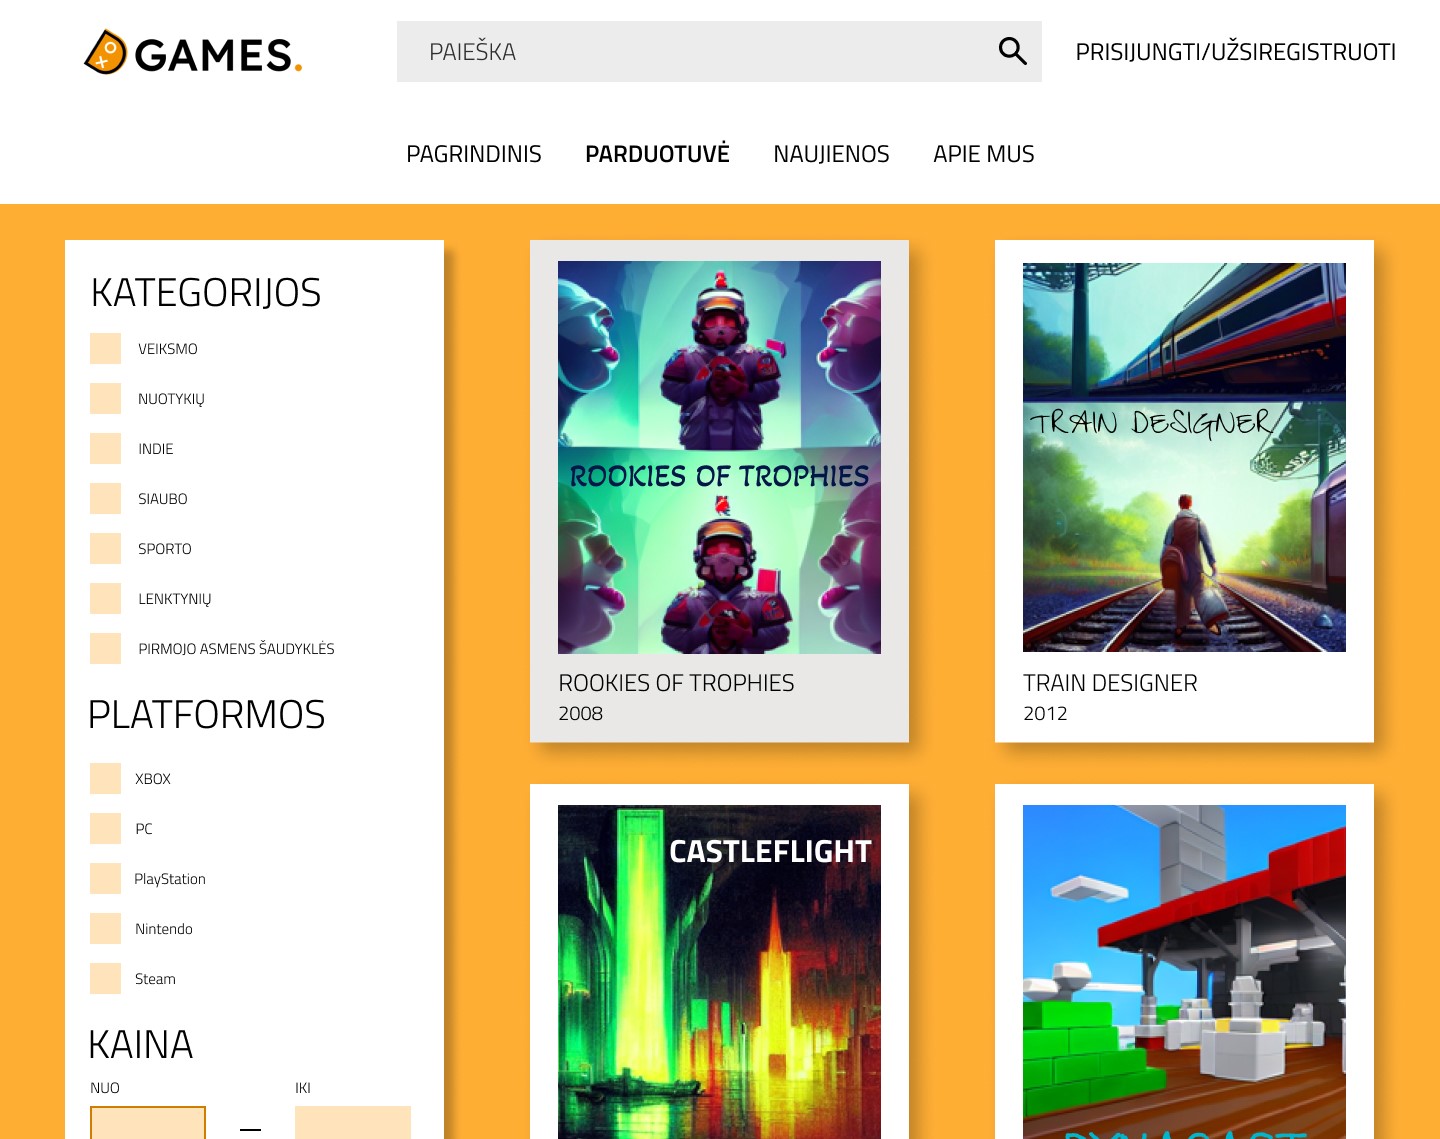 GAMES.
PAIEŠKA
PRISIJUNGTI/UŽSIREGISTRUOTI
PAGRINDINIS
PARDUOTUVĖ
NAUJIENOS
APIE MUS
KATEGORIJOS
VEIKSMO
NUOTYKIŲ
INDIE
SIAUBO
SPORTO
LENKTYNIŲ
PIRMOJO ASMENS ŠAUDYKLĖS
PLATFORMOS
XBOX
PC
PlayStation
Nintendo
Steam
KAINA
NUO
IKI
ROOKIES OF TROPHIES
ROOKIES OF TROPHIES
2008
TRAIN DESIGNER
TRAIN DESIGNER
2012
CASTLEFLIGHT